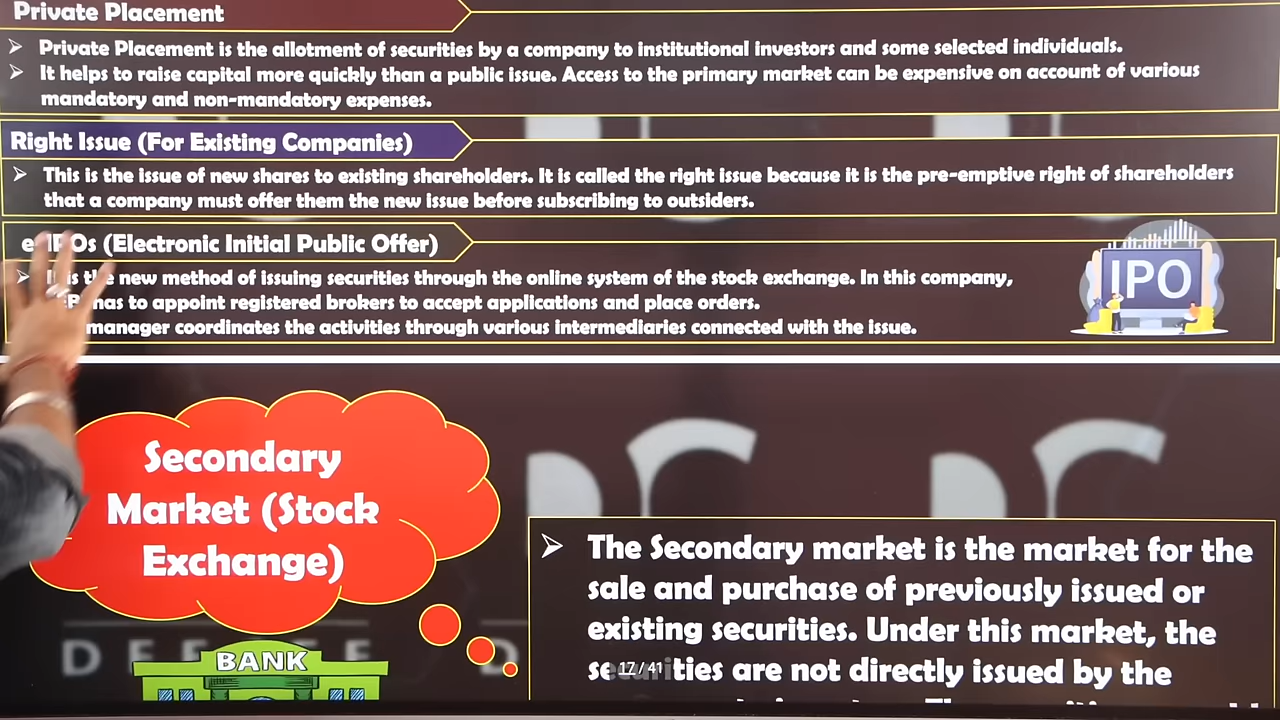 Private Placement
Private Placement is the allotment of securities by a company to institutional investors and some selected individuals.
It helps to raise capital more quickly than a public issue. Access to the primary market can be expensive on account of various
mandatory and non-mandatory expenses.
Right Issue (For Existing Companies)
This is the issue of new shares to existing shareholders. It is called the right issue because it is the pre-emptive right of shareholders
that a company must offer them the new issue before subscribing to outsiders.
(Electronic Initial Public Offer)
new method of issuing securities through the online system of the stock exchange. In this company,
has to appoint registered brokers to accept applications and place orders.
manager coordinates the activities through various intermediaries connected with the issue.
IPO
Secondary
Market (Stock
Exchange)
The Secondary market is the market for the
sale and purchase of previously issued or
existing securities. Under this market, the
are not directly issued by the
17 / 41
BANK